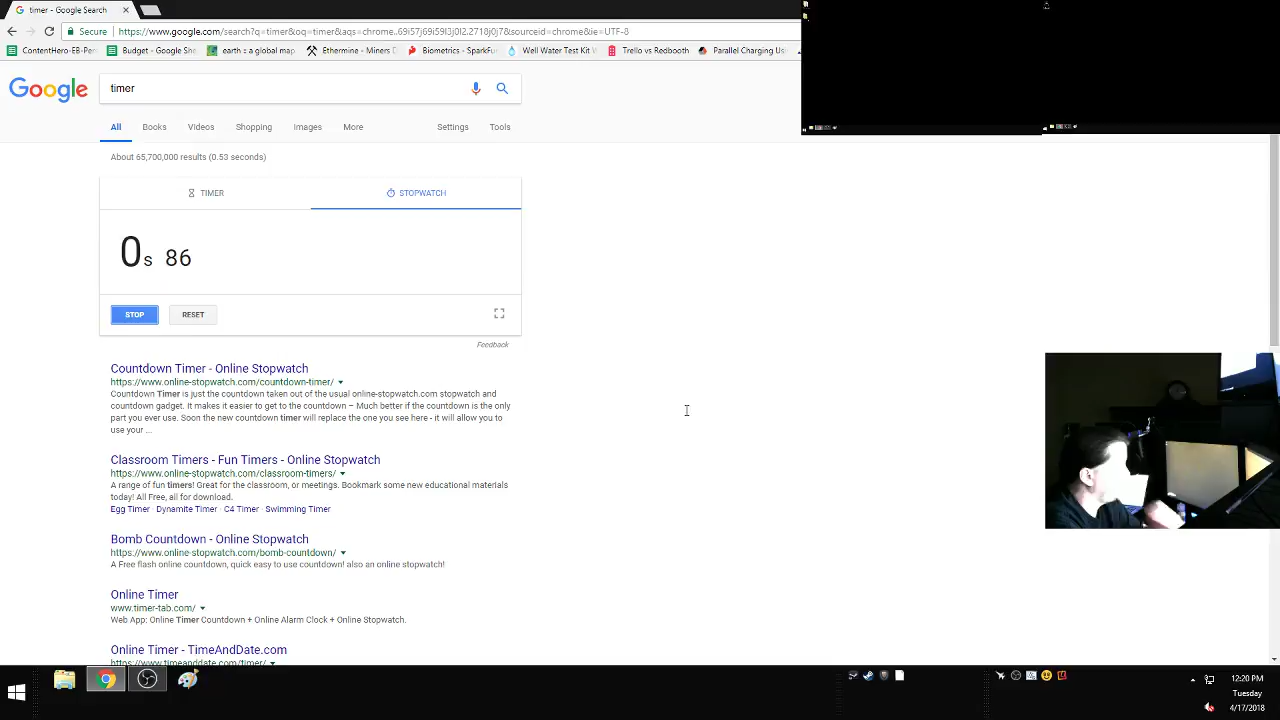 timer - Google Search
Secure
https://www.google.com/search?q=timer&oq=timer&aqs=chrome..69i57j69i59l3j0l2.2718j0j7&sourceid=chrome&ie=UTF-8
ContentHero-EB-Pen
Budget - Google She
earth :: a global map
Ethermine - Miners D
Biometrics - SparkFu
Well Water Test Kit W
Trello vs Redbooth
Parallel Charging Us
Google
timer
All
Books
Videos
Shopping
Images
More
Settings
Tools
About 65,700,000 results (0.53 seconds)
TIMER
STOPWATCH
0s 86
STOP
RESET
Feedback
Countdown Timer - Online Stopwatch
https://www.online-stopwatch.com/countdown-timer/
Countdown Timer is just the countdown taken out of the usual online-stopwatch.com stopwatch and
countdown gadget. It makes it easier to get to the countdown – Much better if the countdown is the only
part you ever use. Soon the new countdown timer will replace the one you see here - it will allow you to
use your ...
Classroom Timers - Fun Timers - Online Stopwatch
https://www.online-stopwatch.com/classroom-timers/
A range of fun timers! Great for the classroom, or meetings. Bookmark some new educational materials
today! All Free, all for download.
Egg Timer · Dynamite Timer · C4 Timer · Swimming Timer
Bomb Countdown - Online Stopwatch
https://www.online-stopwatch.com/bomb-countdown/
A Free flash online countdown, quick easy to use countdown! also an online stopwatch!
Online Timer
www.timer-tab.com/
Web App: Online Timer Countdown + Online Alarm Clock + Online Stopwatch.
Online Timer - TimeAndDate.com
https://www.timeanddate.com/timer/
12:20 PM
Tuesday
4/17/2018